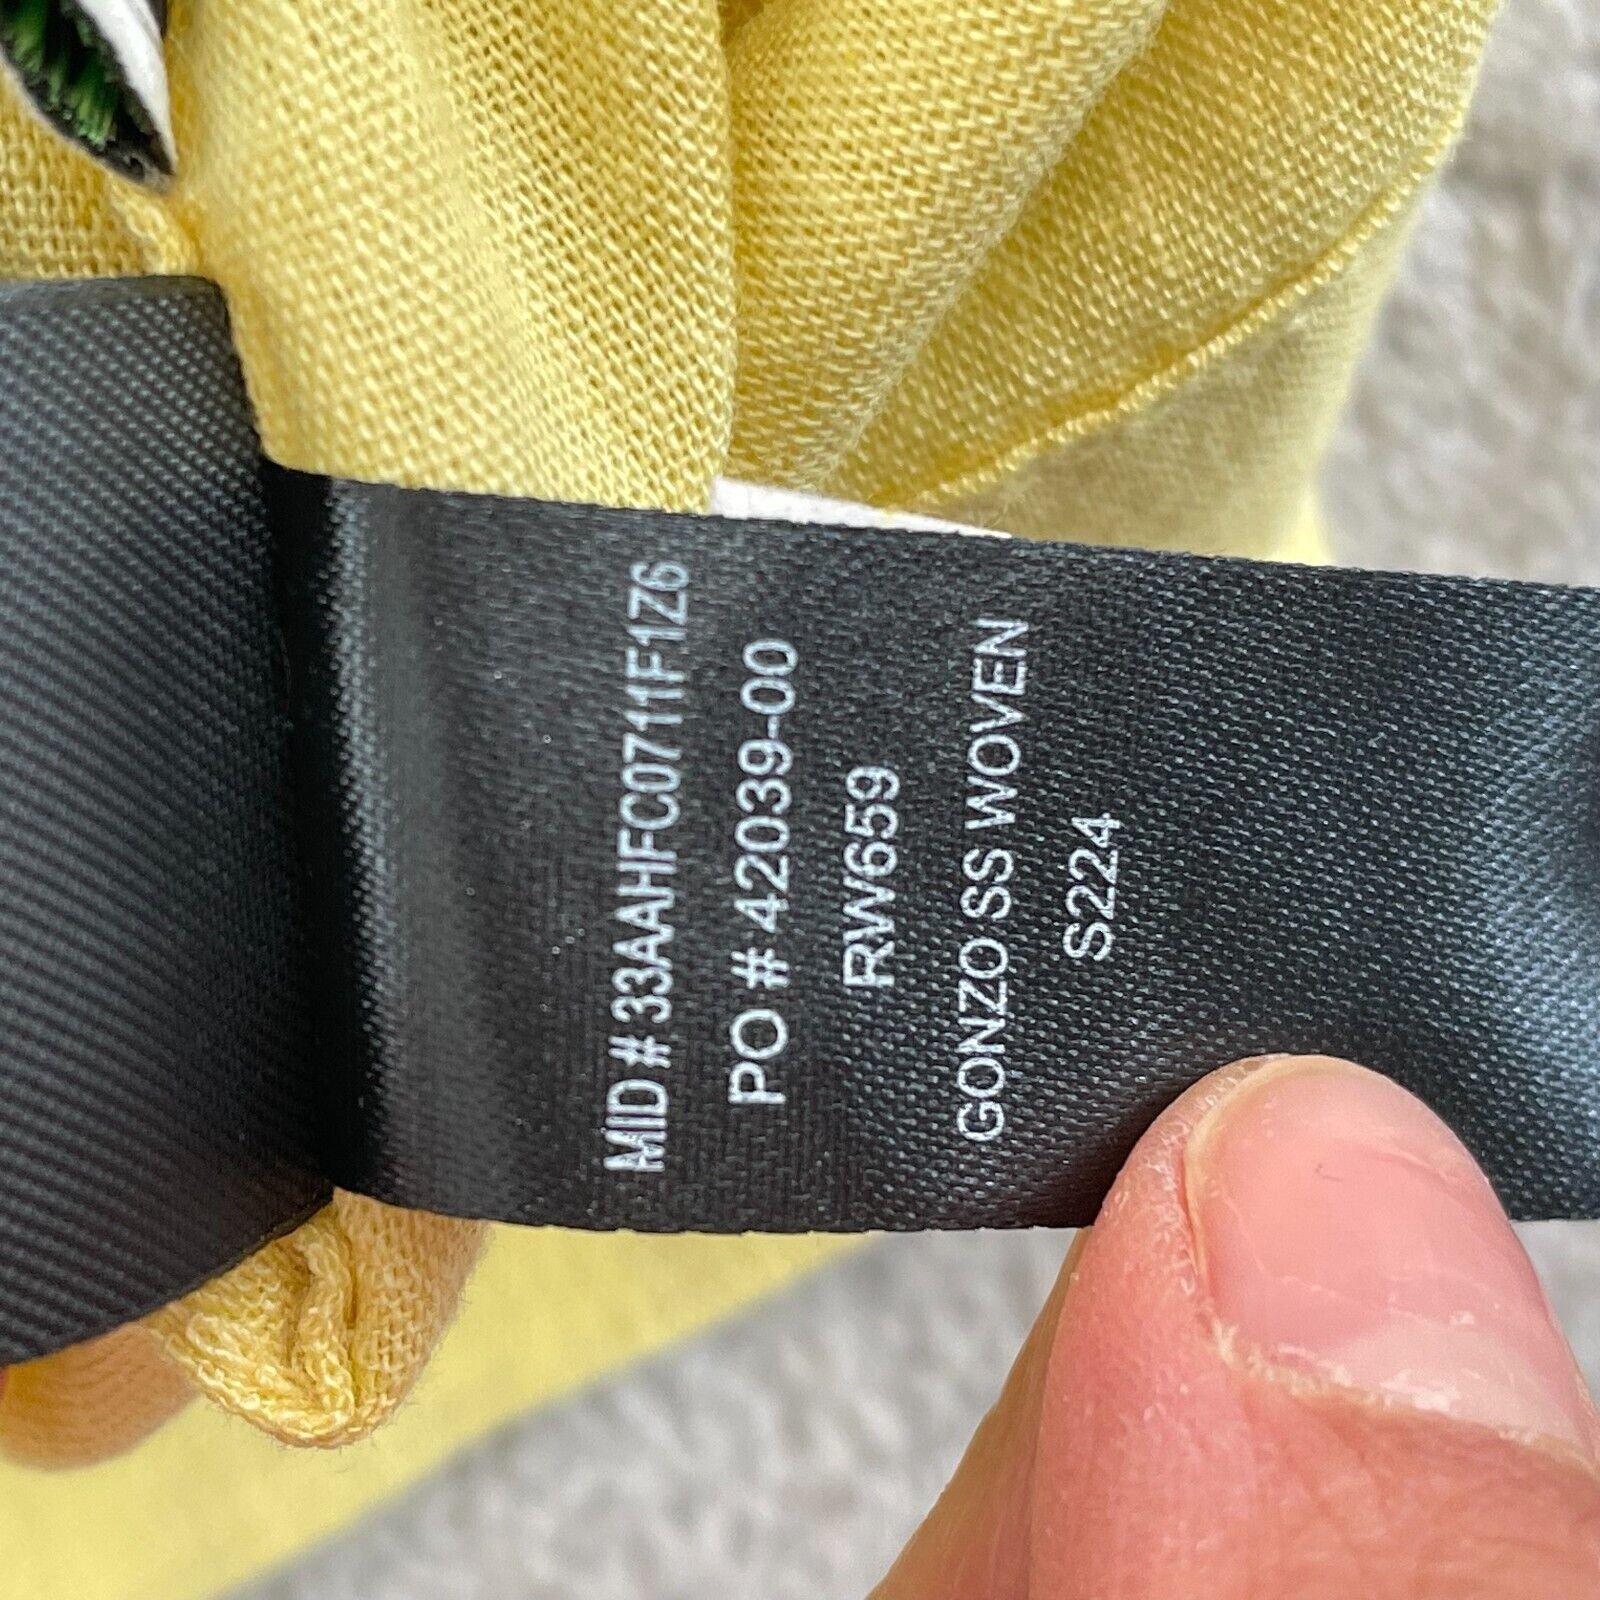 MID # 33AAHFC0711F1Z6
PO # 42039-00
RW659
GONZO SS WOVEN
S224